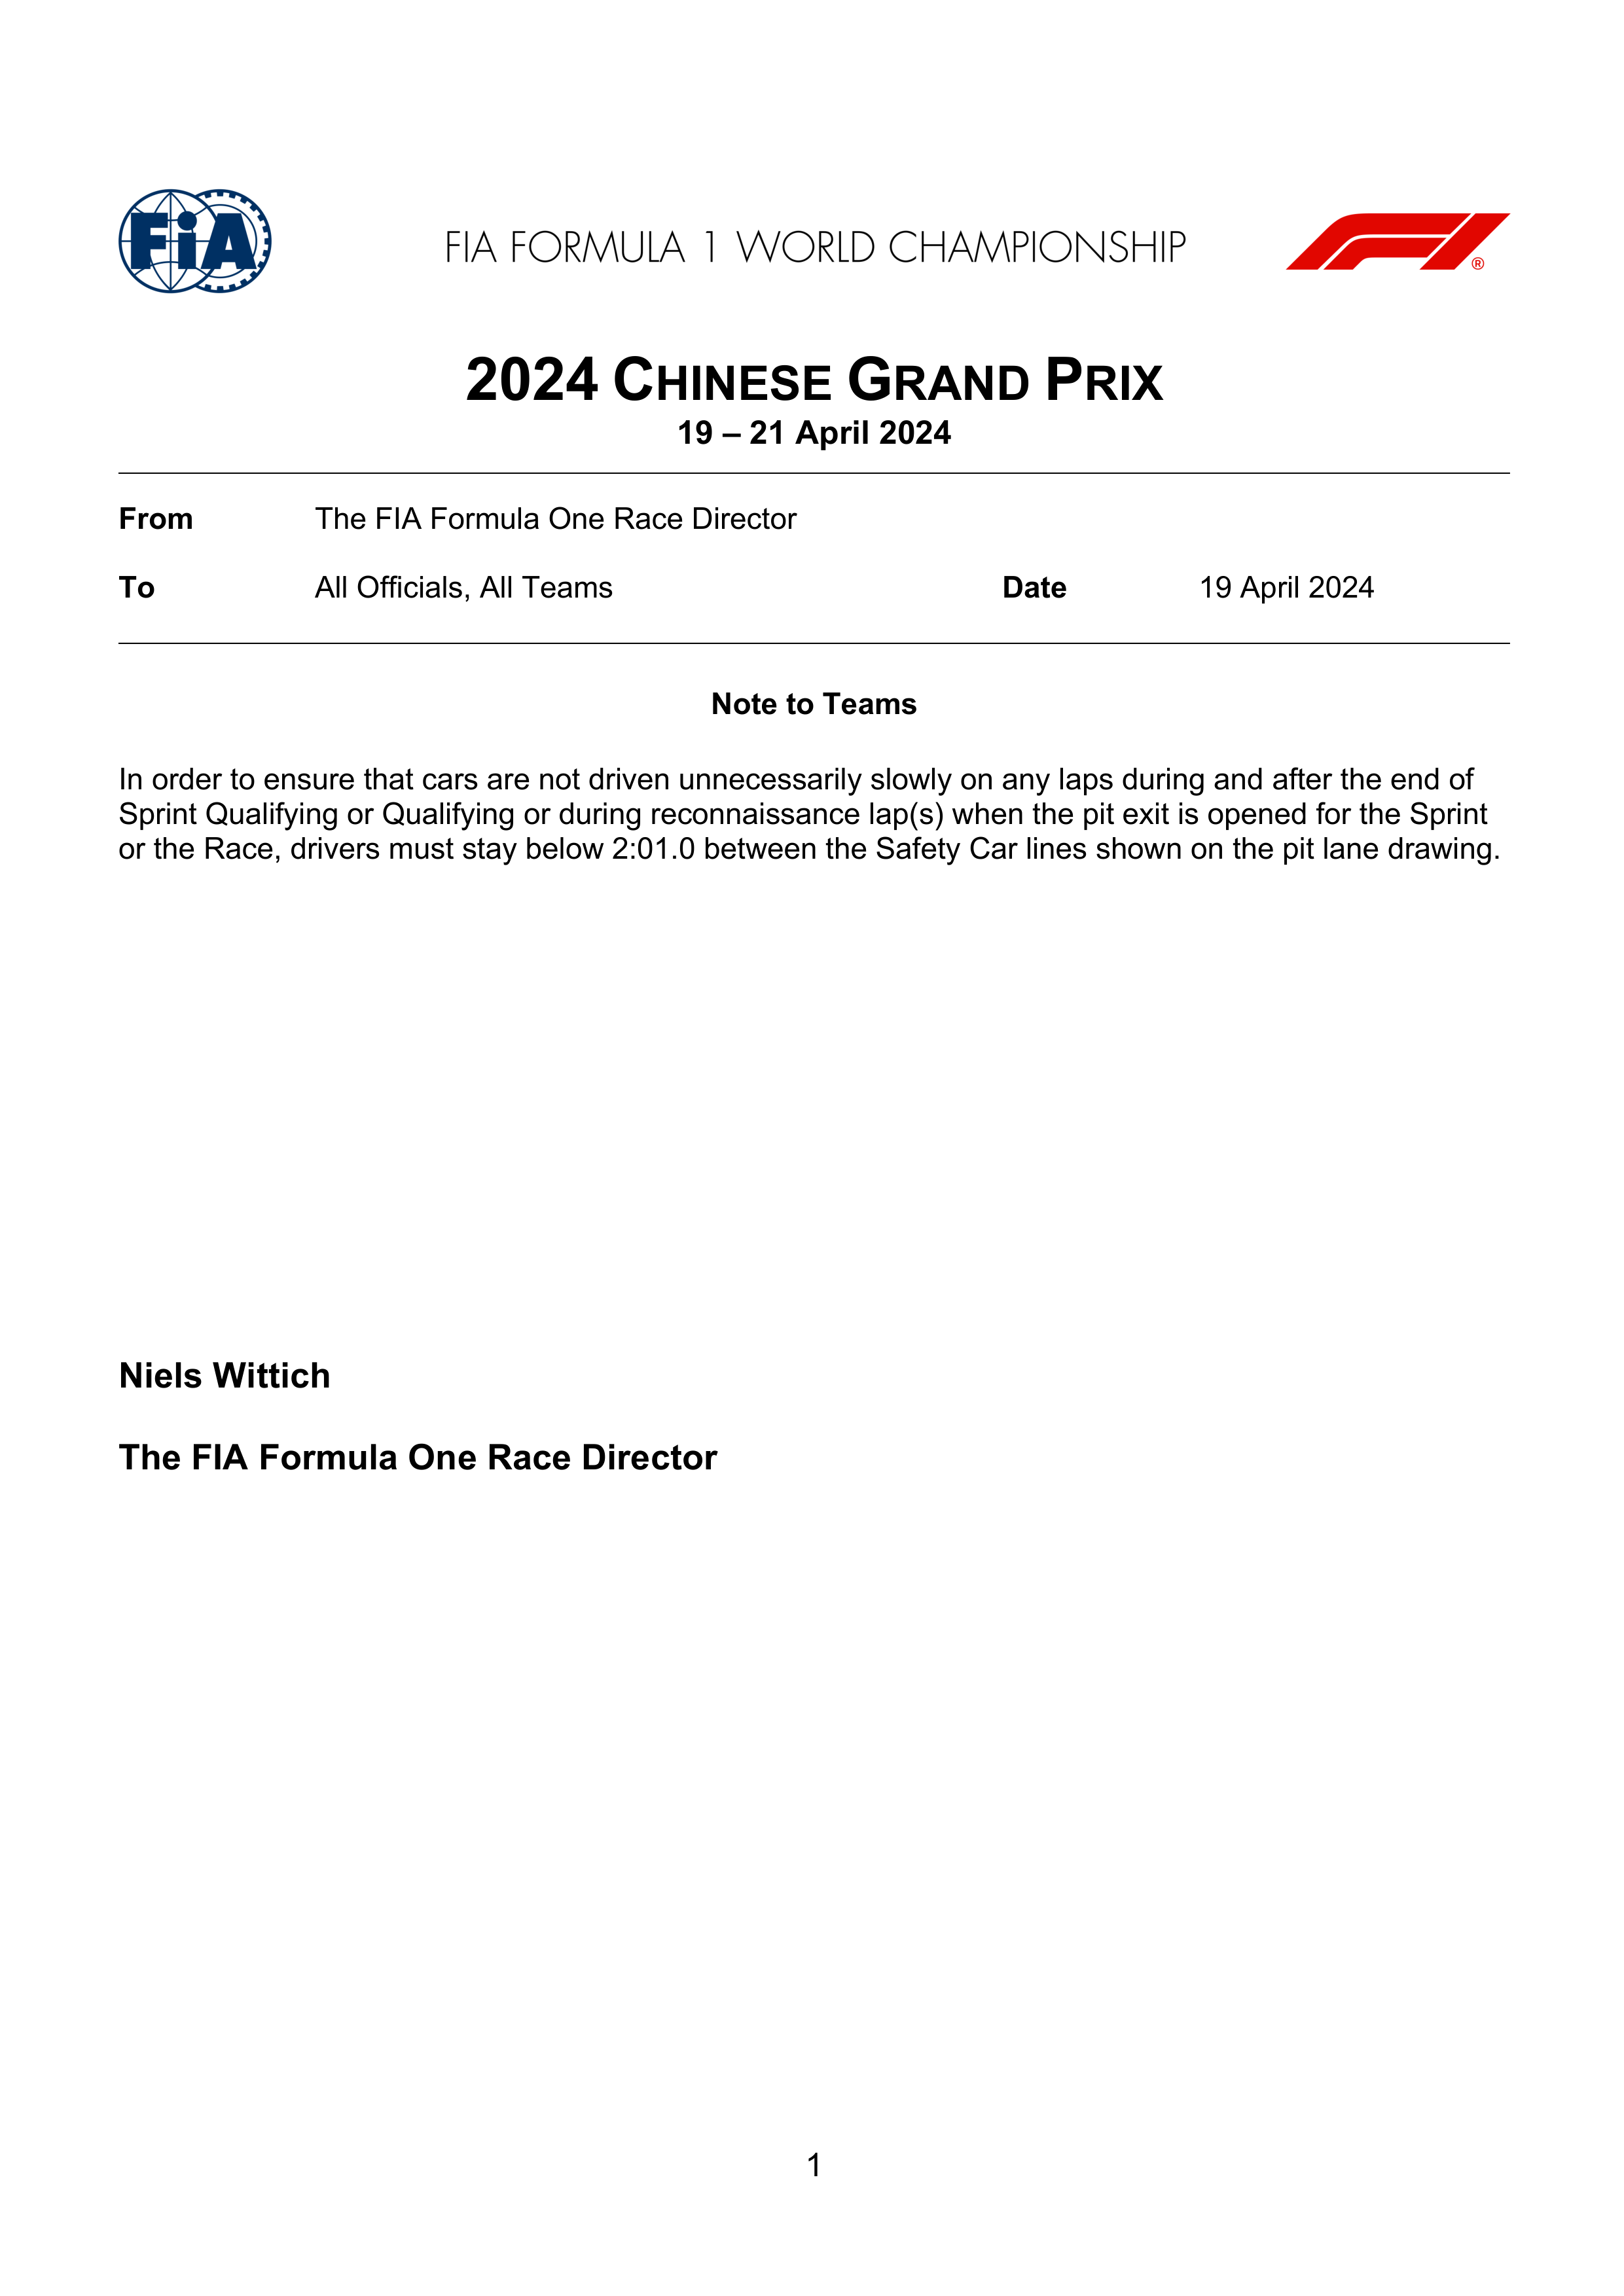 FiA
FIA FORMULA 1 WORLD CHAMPIONSHIP
F1®
2024 CHINESE GRAND PRIX
19 – 21 April 2024
From The FIA Formula One Race Director
To All Officials, All Teams Date 19 April 2024
Note to Teams
In order to ensure that cars are not driven unnecessarily slowly on any laps during and after the end of
Sprint Qualifying or Qualifying or during reconnaissance lap(s) when the pit exit is opened for the Sprint
or the Race, drivers must stay below 2:01.0 between the Safety Car lines shown on the pit lane drawing.
Niels Wittich
The FIA Formula One Race Director
1